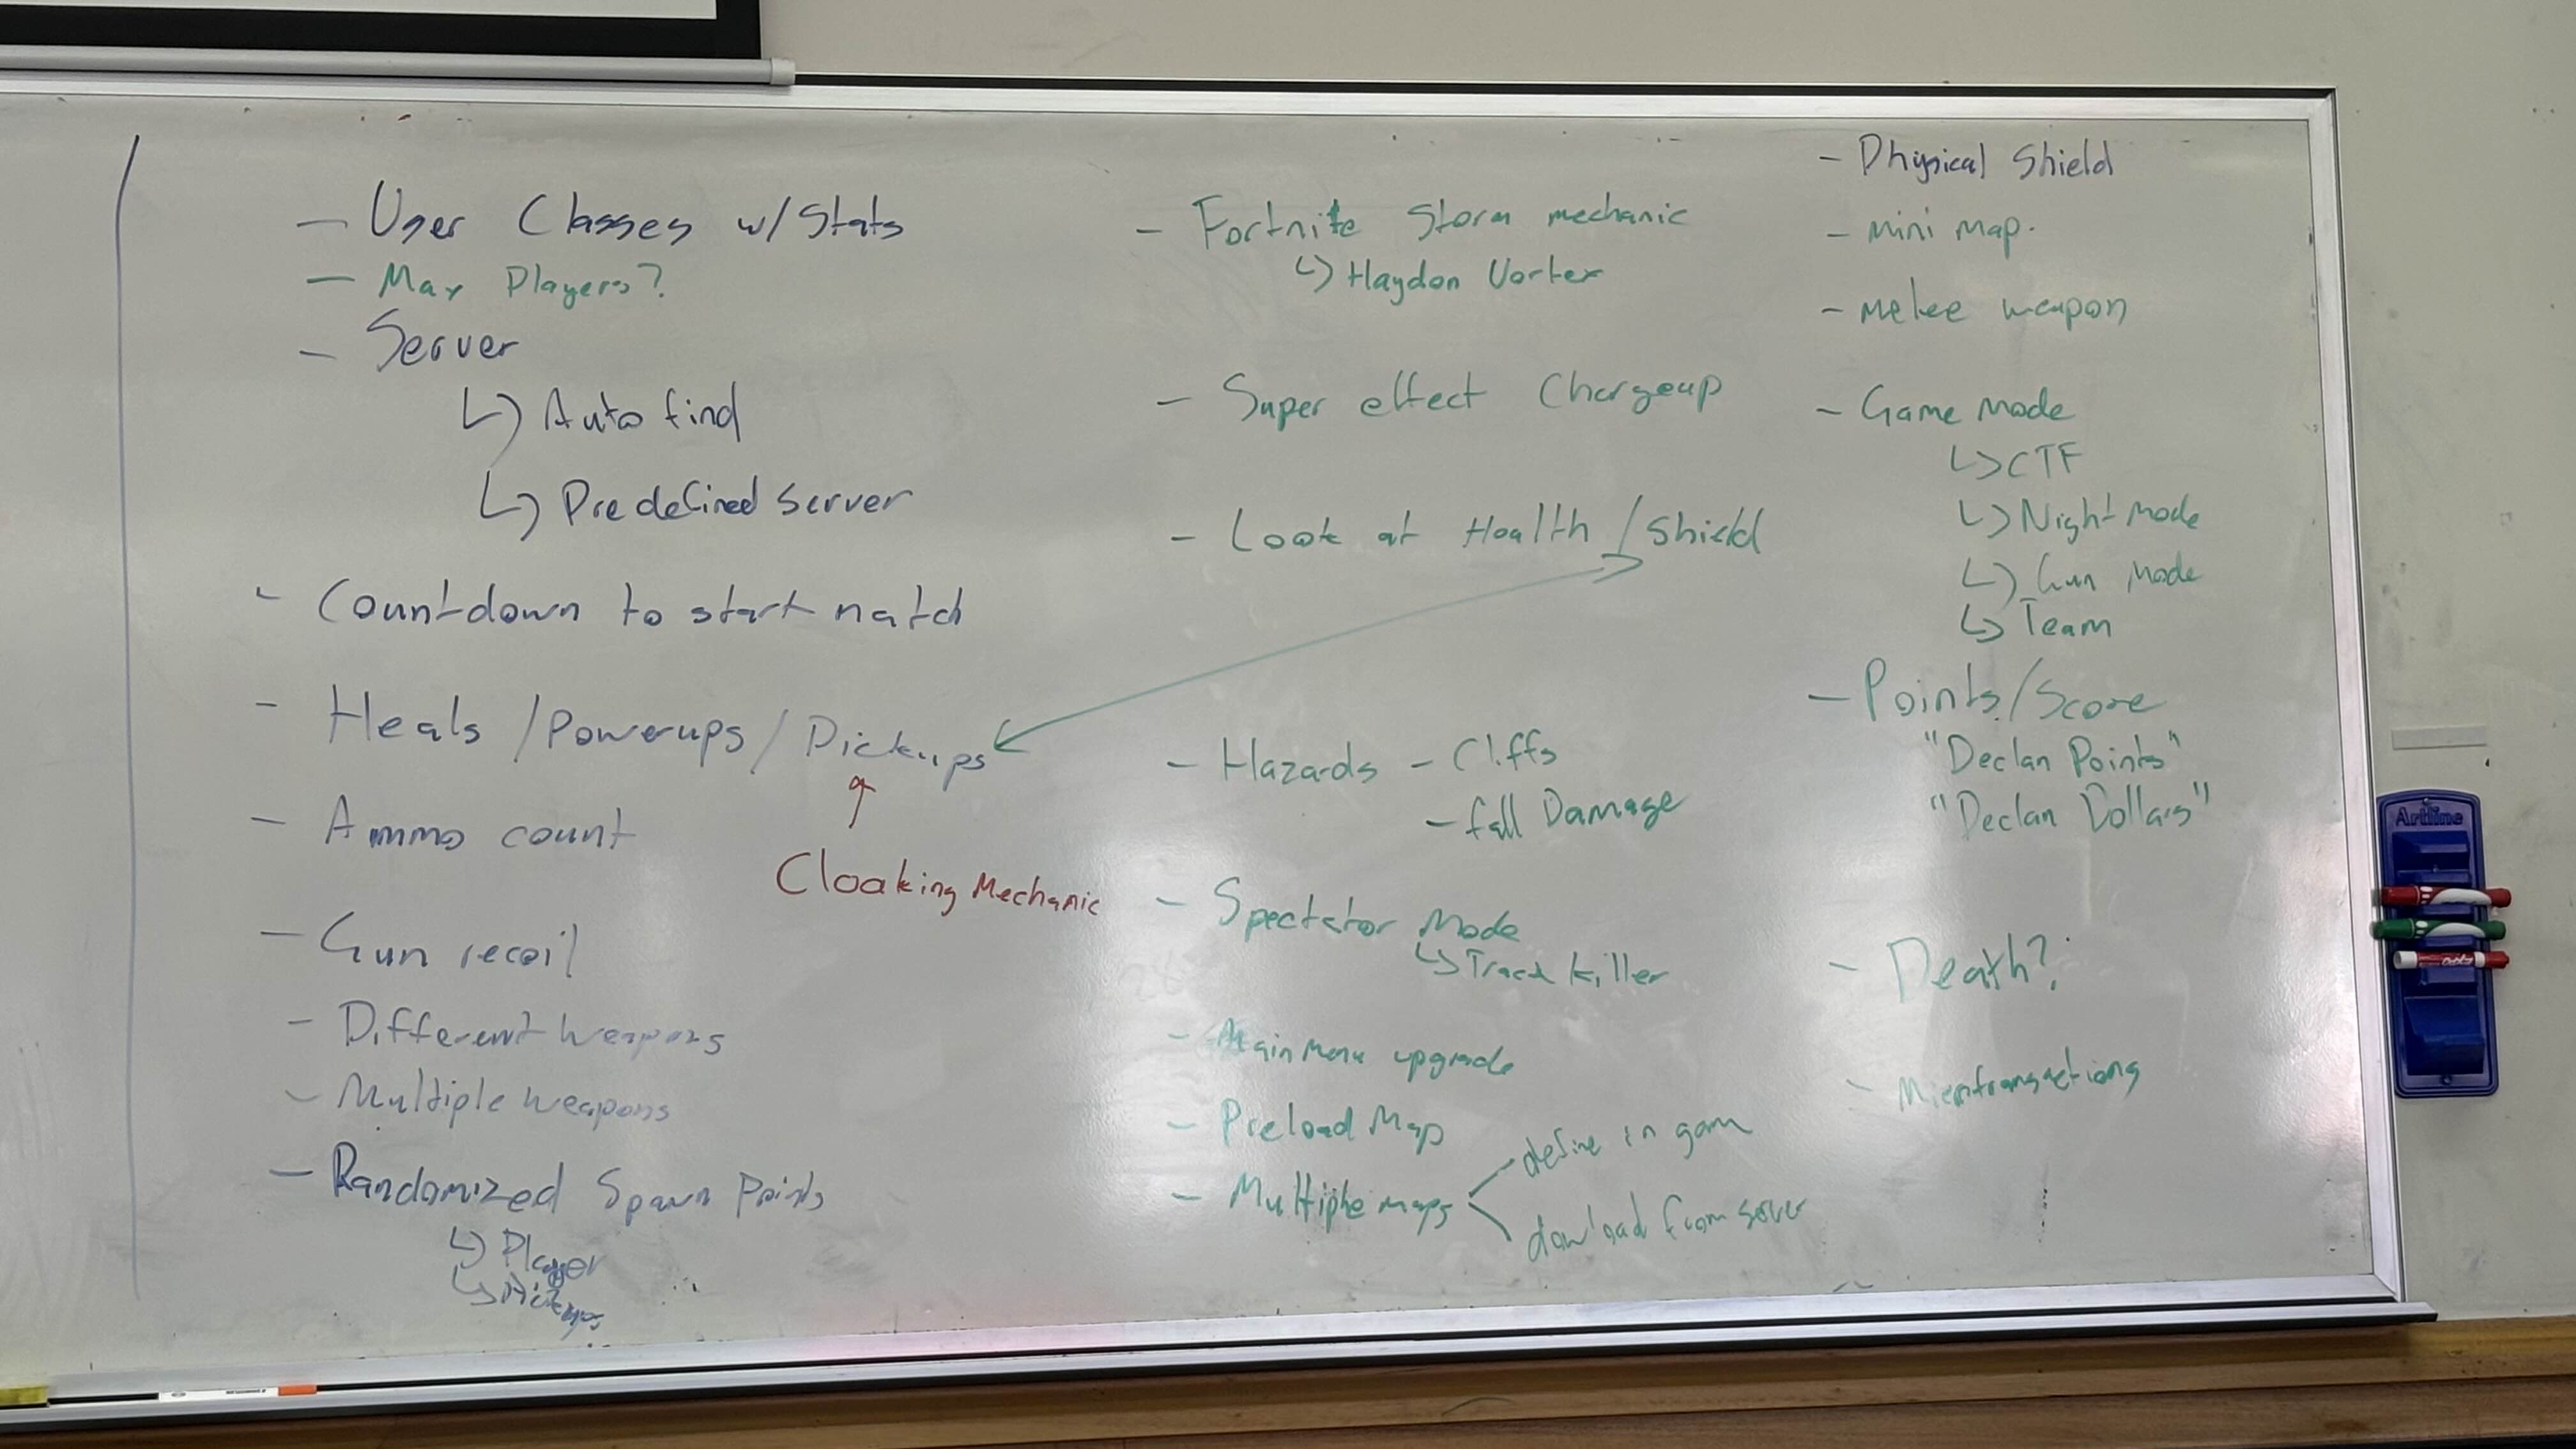 - User Classes w/ Stats
- Max Players?
- Server
↳ Auto find
↳ Predefined Server
- Countdown to start match
- Heals / Powerups / Pickups
Cloaking Mechanic
- Ammo count
- Gun recoil
- Different weapons
- Multiple weapons
- Randomized Spawn Points
↳ Player
↳ Pickups
- Fortnite Storm mechanic
↳ Haydon Vortex
- Super effect Chargeup
- Look at Health / Shield
- Hazards - Cliffs
- fall Damage
- Spectator Mode
↳ Track killer
- Main Menu upgrade
- Preload Map
- Multiple maps
define in game
download from server
- Physical Shield
- mini map.
- melee weapon
- Game Mode
↳ CTF
↳ Night Mode
↳ Gun Mode
↳ Team
- Points / Score
"Declan Points"
"Declan Dollars"
- Death?
- Microtransactions
Artline